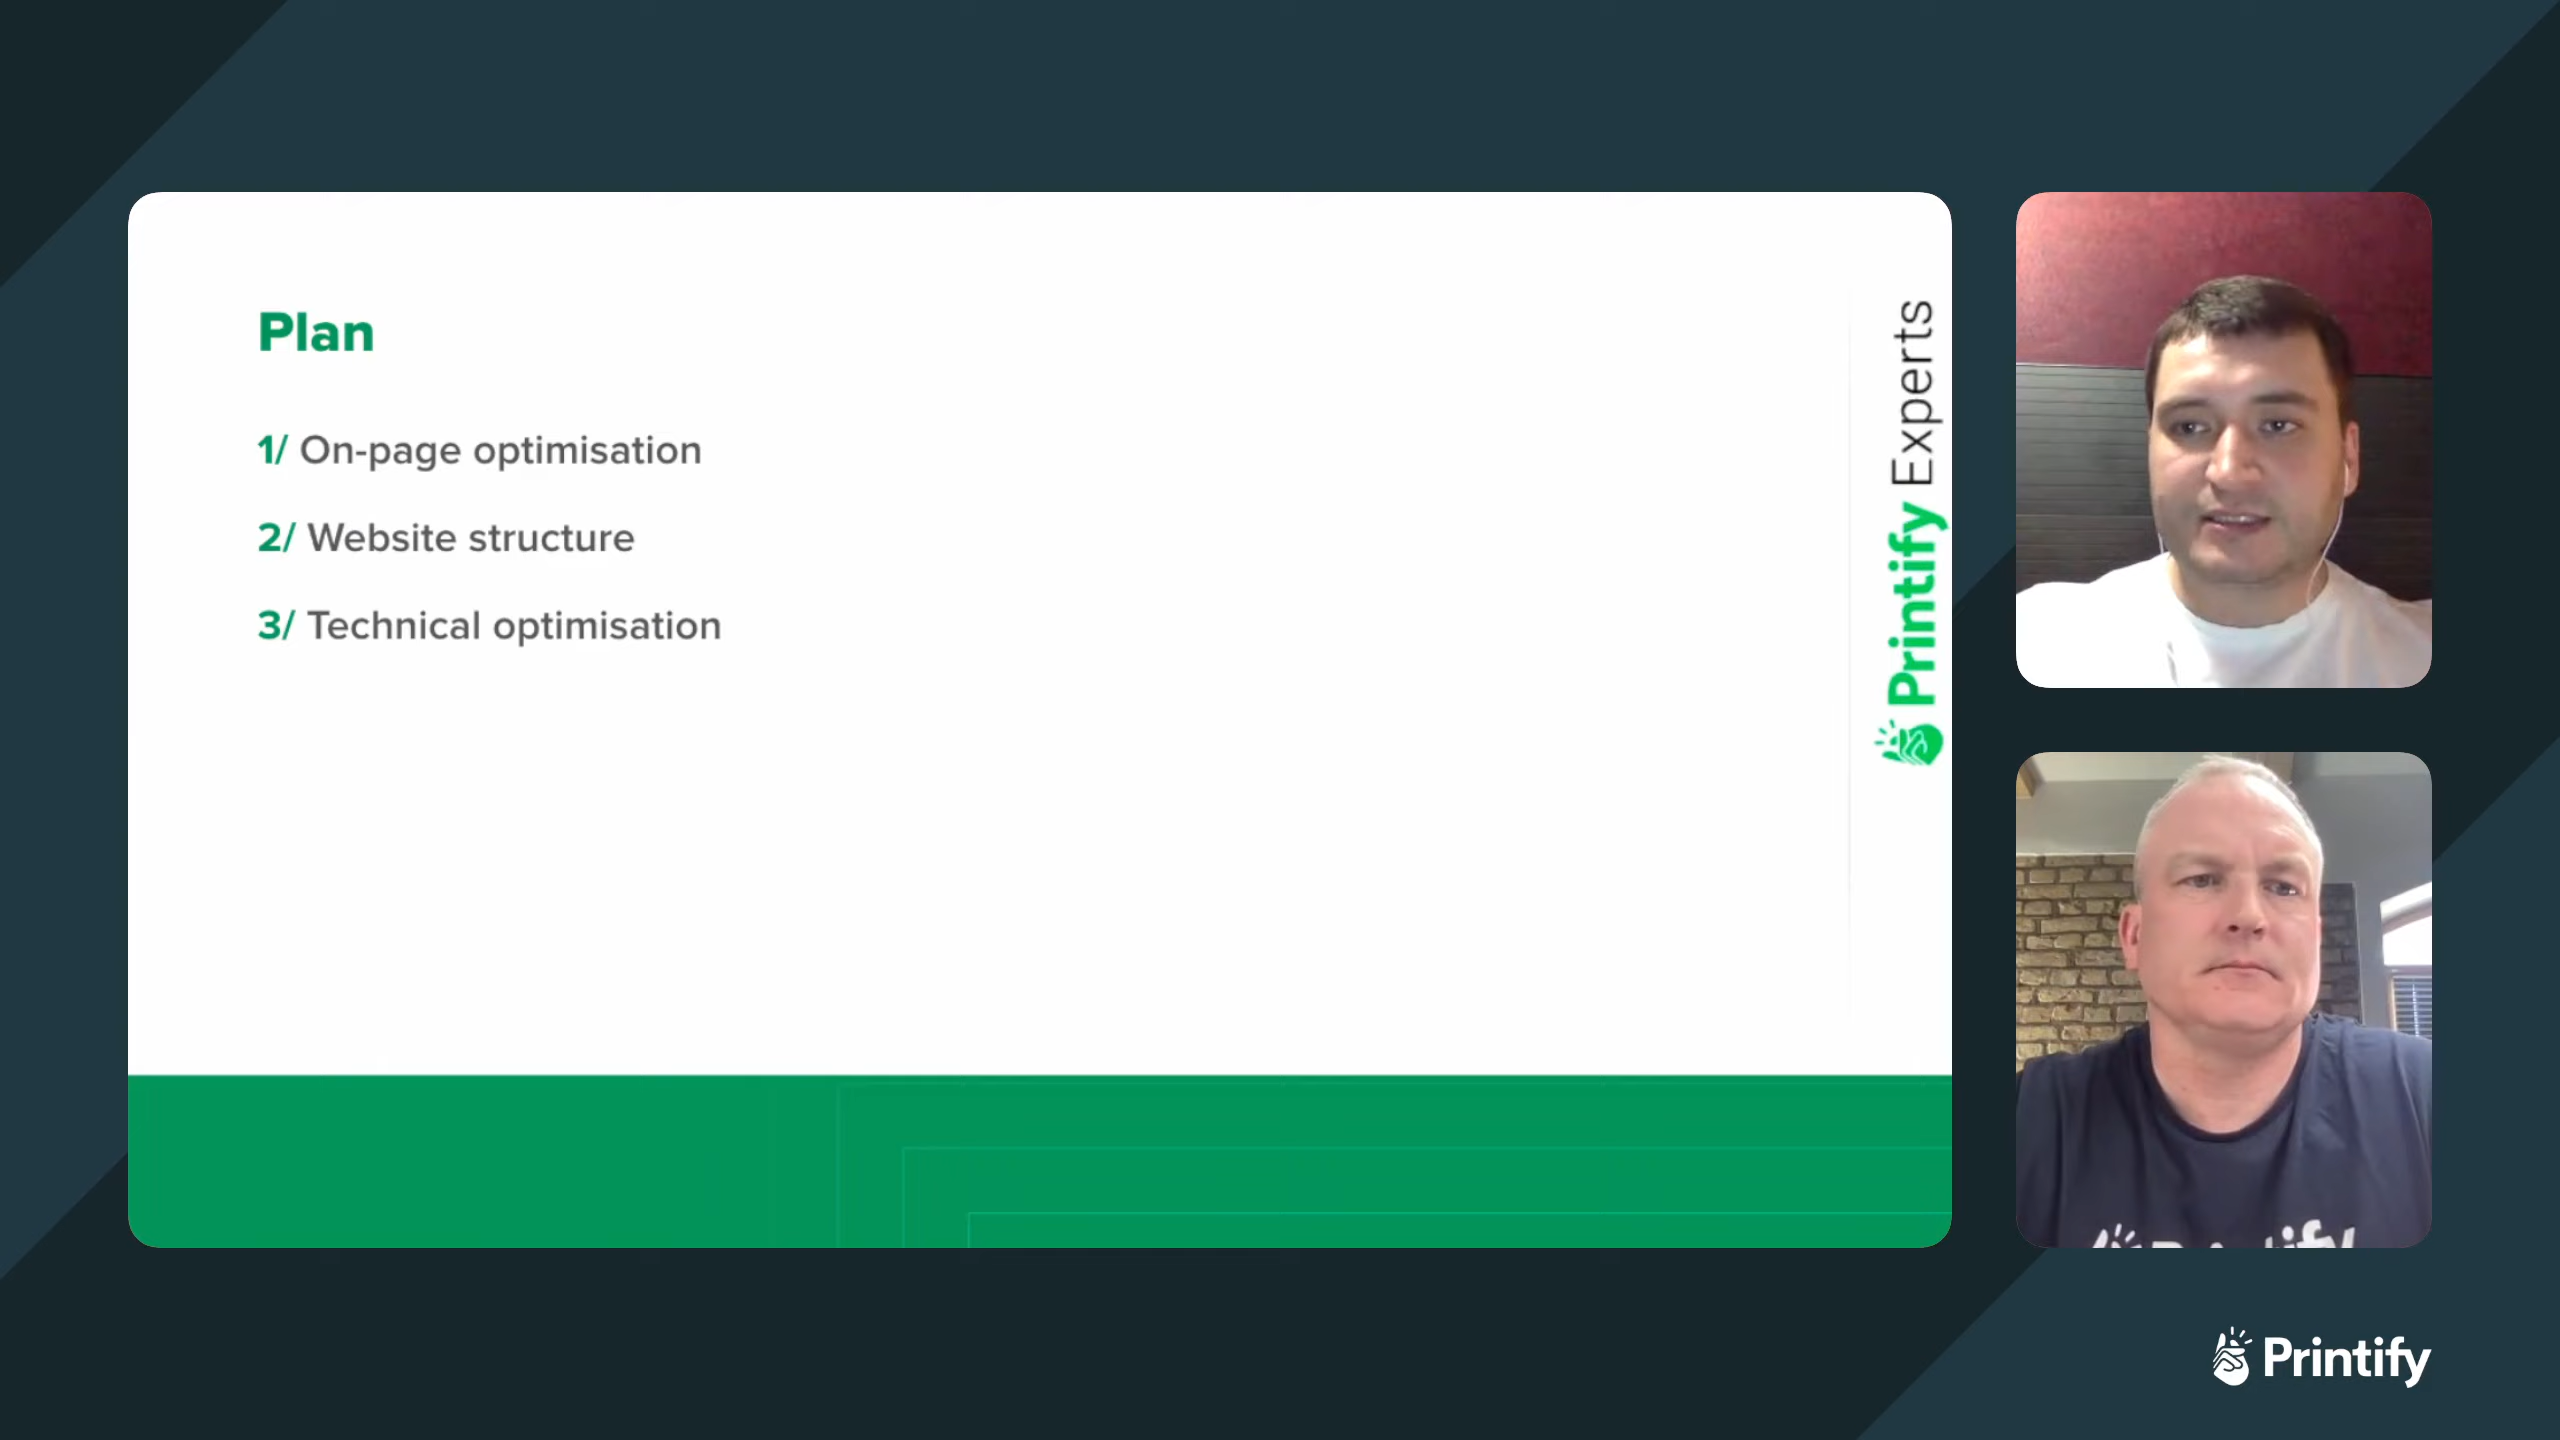 Plan
1/ On-page optimisation
2/ Website structure
3/ Technical optimisation
Printify Experts
Printify